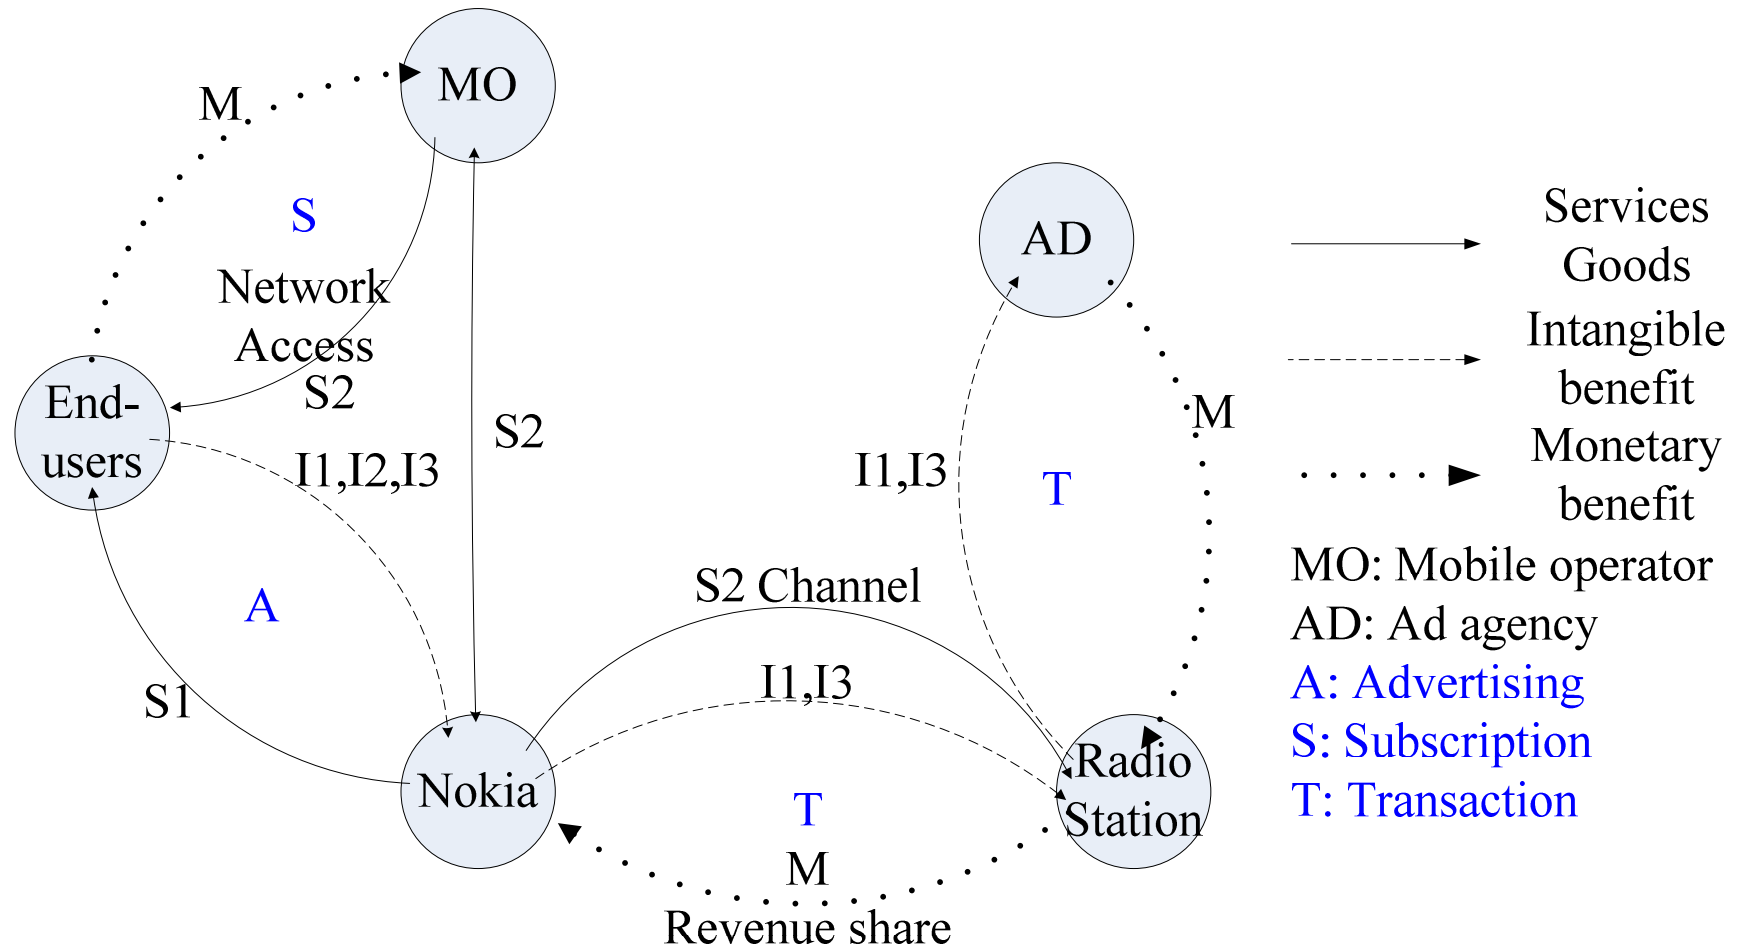 MO
M
S
Network
Access
S2
End-
users
S2
I1,I2,I3
A
S1
Nokia
S2 Channel
I1,I3
T
M
Revenue share
AD
M
I1,I3
T
Radio
Station
Services
Goods
Intangible
benefit
Monetary
benefit
MO: Mobile operator
AD: Ad agency
A: Advertising
S: Subscription
T: Transaction